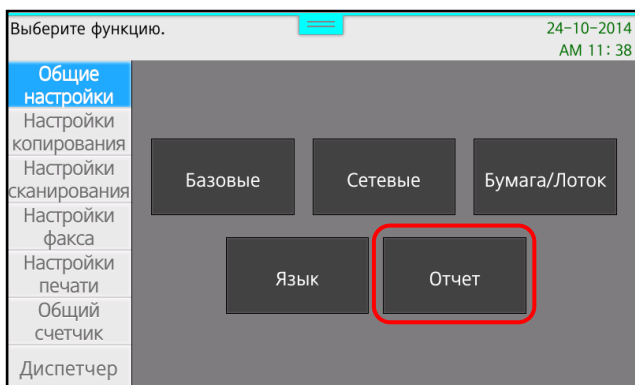 Выберите функцию.
24-10-2014
AM 11:38
Общие
настройки
Настройки
копирования
Настройки
сканирования
Настройки
факса
Настройки
печати
Общий
счетчик
Диспетчер
Базовые
Сетевые
Бумага/Лоток
Язык
Отчет